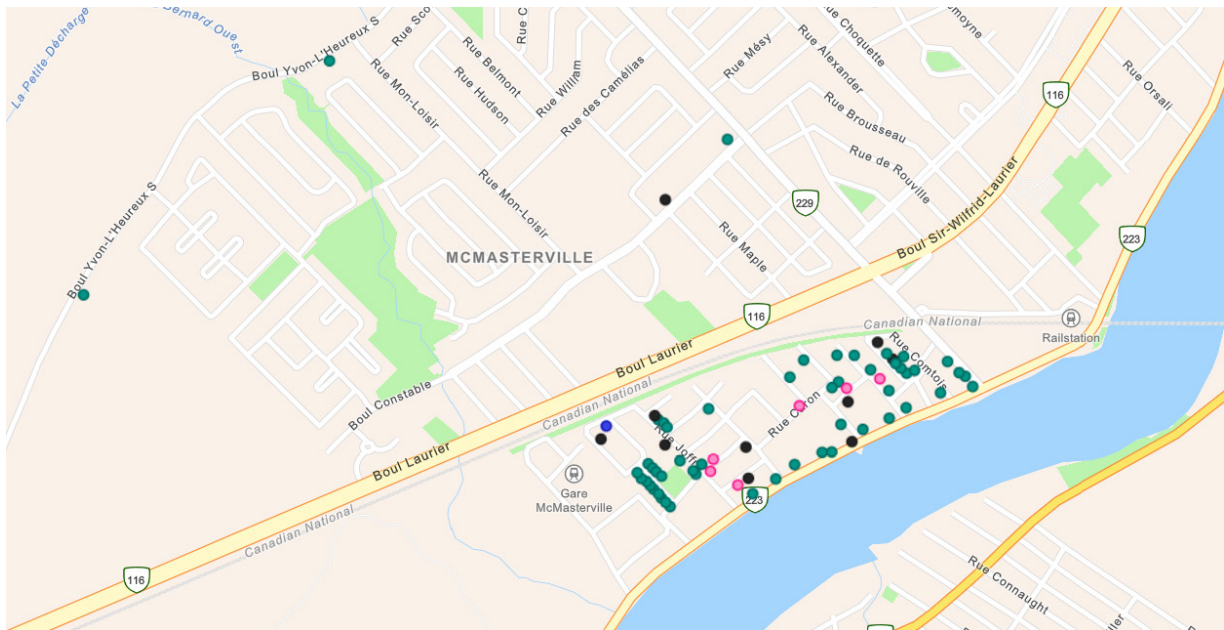 La Petite-Décharge
Bernard Ouest
Boul Yvon-L'Heureux S
Rue Sco
Rue C
Rue Belmont
Rue Hudson
Rue William
Rue des Camélias
Rue Mon-Loisir
Rue Mon-Loisir
Rue Mésy
Rue Choquette
Rue Alexander
Rue Brousseau
Rue de Rouville
Rue Orsali
116
229
223
Boul Yvon-L'Heureux S
MCMASTERVILLE
Rue Maple
Boul Sir-Wilfrid-Laurier
116
Canadian National
Railstation
Boul Laurier
Rue Comtois
Boul Constable
Canadian National
Rue Joffre
Boul Laurier
Gare
McMasterville
223
Canadian National
116
Rue Connaught